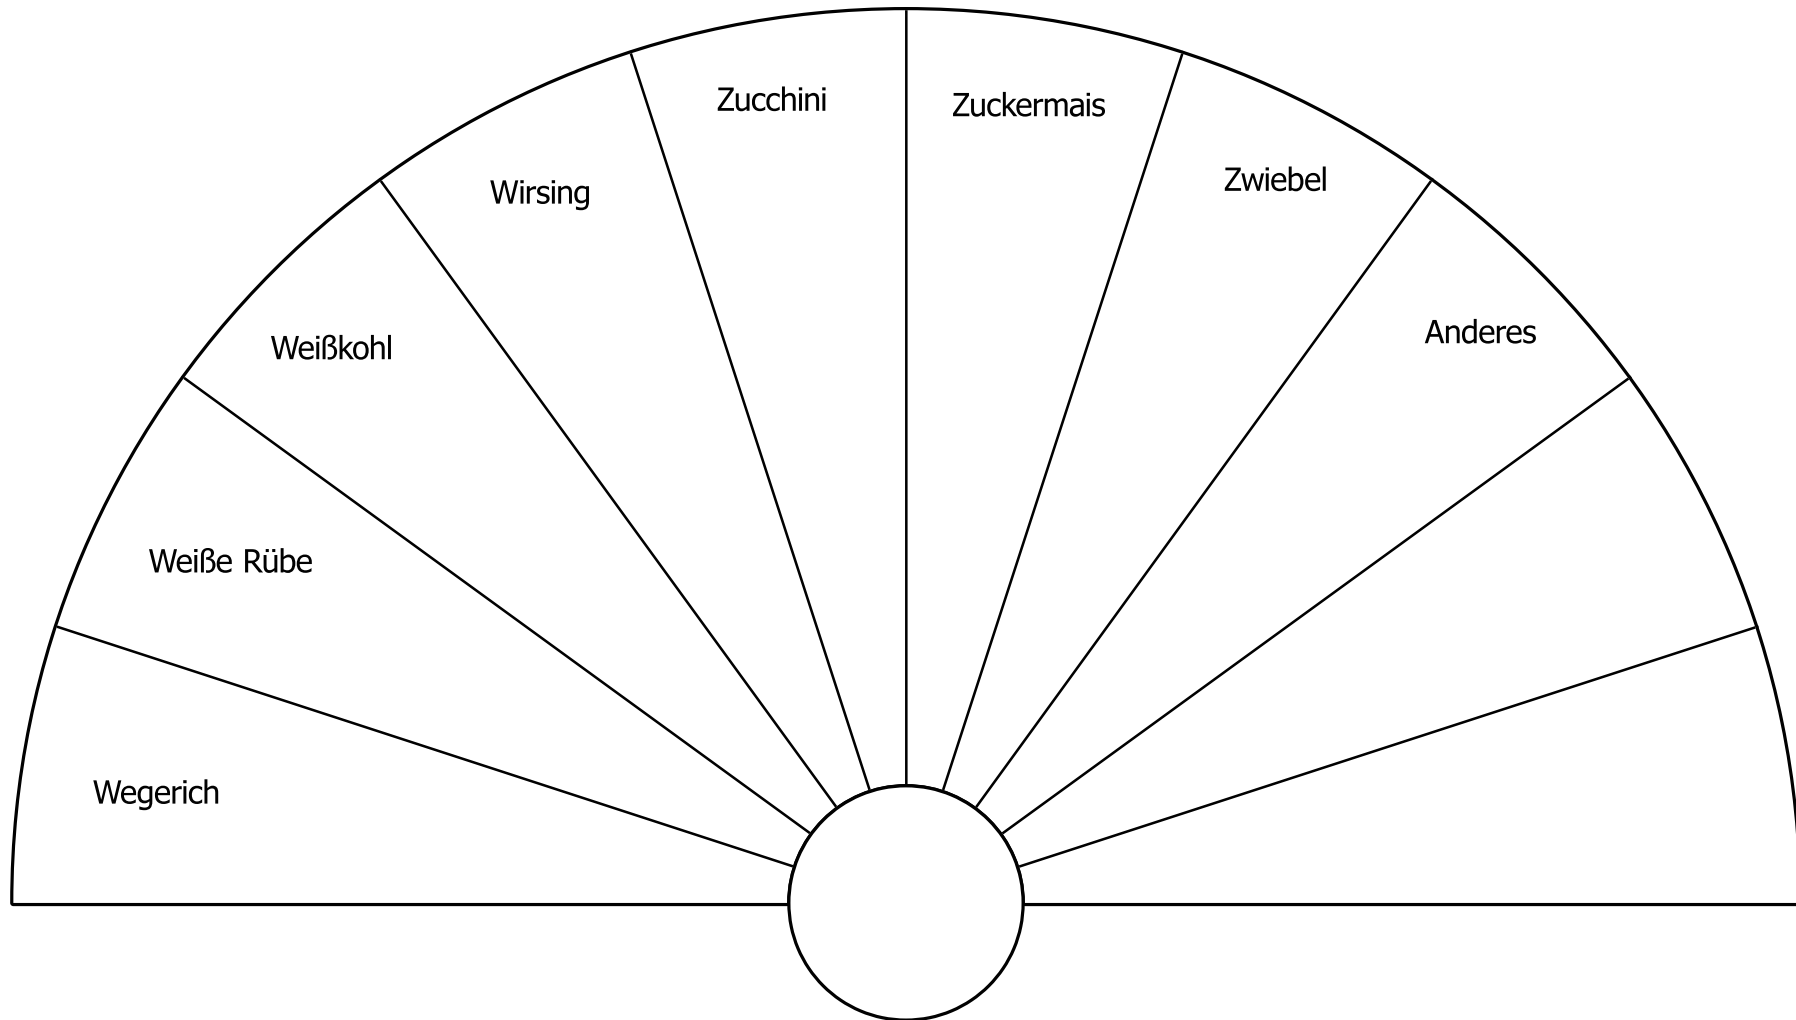 Wegerich
Weiße Rübe
Weißkohl
Wirsing
Zucchini
Zuckermais
Zwiebel
Anderes